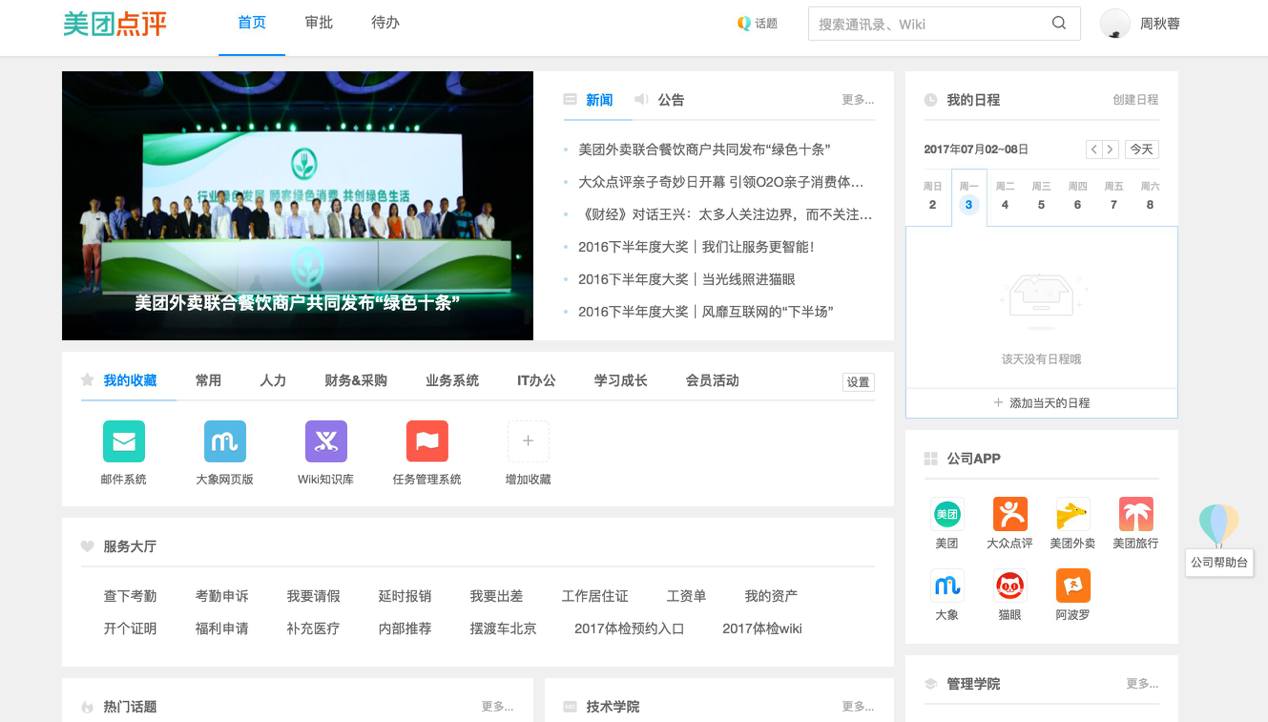 美团点评
首页
审批
待办
话题
搜索通讯录、Wiki
周秋蓉
行业绿色发展 顾客绿色消费 共创绿色生活
美团外卖联合餐饮商户共同发布“绿色十条”
新闻
公告
更多...
美团外卖联合餐饮商户共同发布“绿色十条”
大众点评亲子奇妙日开幕 引领O2O亲子消费体…
《财经》对话王兴：太多人关注边界，而不关注…
2016下半年度大奖｜我们让服务更智能！
2016下半年度大奖｜当光线照进猫眼
2016下半年度大奖｜风靡互联网的“下半场”
我的日程
创建日程
2017年07月02~08日
今天
周日 周一 周二 周三 周四 周五 周六
2 3 4 5 6 7 8
该天没有日程哦
添加当天的日程
我的收藏
常用
人力
财务&采购
业务系统
IT办公
学习成长
会员活动
设置
邮件系统
大象网页版
Wiki知识库
任务管理系统
增加收藏
公司APP
美团
美团
大众点评
美团外卖
美团旅行
大象
猫眼
阿波罗
公司帮助台
服务大厅
查下考勤 考勤申诉 我要请假 延时报销 我要出差 工作居住证 工资单 我的资产
开个证明 福利申请 补充医疗 内部推荐 摆渡车北京 2017体检预约入口 2017体检wiki
热门话题
更多...
技术学院
更多...
管理学院
更多...